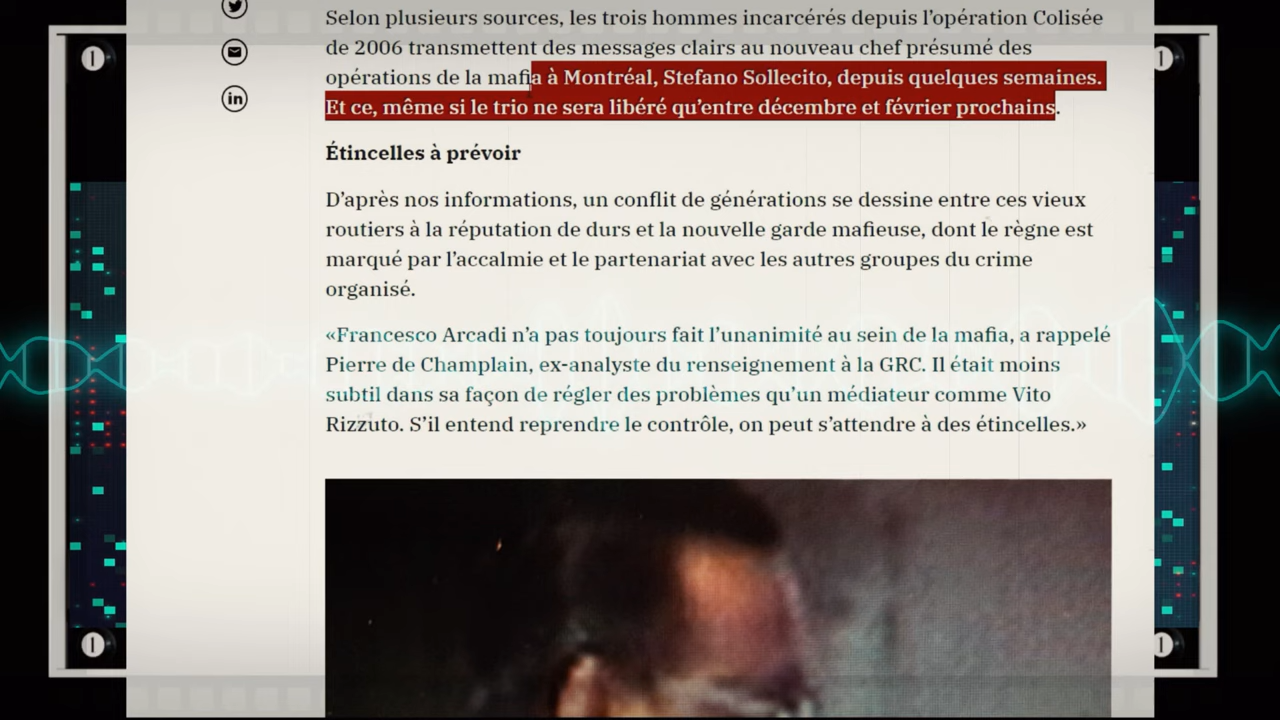 Selon plusieurs sources, les trois hommes incarcérés depuis l’opération Colisée
de 2006 transmettent des messages clairs au nouveau chef présumé des
opérations de la mafia à Montréal, Stefano Sollecito, depuis quelques semaines.
Et ce, même si le trio ne sera libéré qu’entre décembre et février prochains.
Étincelles à prévoir
D’après nos informations, un conflit de générations se dessine entre ces vieux
routiers à la réputation de durs et la nouvelle garde mafieuse, dont le règne est
marqué par l’accalmie et le partenariat avec les autres groupes du crime
organisé.
«Francesco Arcadi n’a pas toujours fait l’unanimité au sein de la mafia, a rappelé
Pierre de Champlain, ex-analyste du renseignement à la GRC. Il était moins
subtil dans sa façon de régler des problèmes qu’un médiateur comme Vito
Rizzuto. S’il entend reprendre le contrôle, on peut s’attendre à des étincelles.»